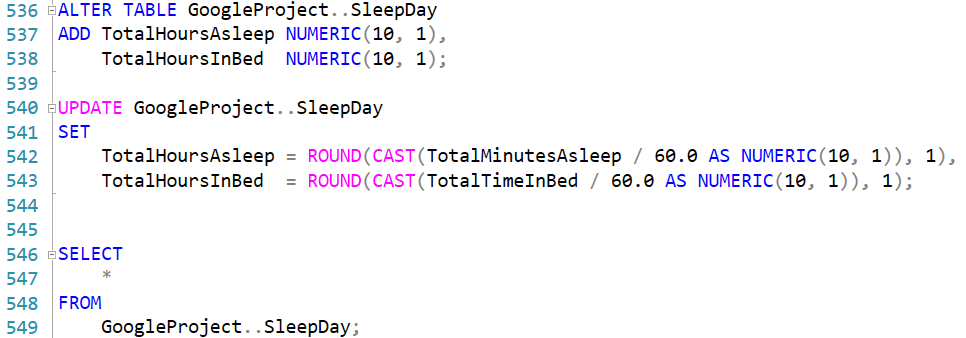 536 ALTER TABLE GoogleProject..SleepDay
537 ADD TotalHoursAsleep NUMERIC(10, 1),
538     TotalHoursInBed  NUMERIC(10, 1);
539
540 UPDATE GoogleProject..SleepDay
541 SET
542     TotalHoursAsleep = ROUND(CAST(TotalMinutesAsleep / 60.0 AS NUMERIC(10, 1)), 1),
543     TotalHoursInBed  = ROUND(CAST(TotalTimeInBed / 60.0 AS NUMERIC(10, 1)), 1);
544
545
546 SELECT
547     *
548 FROM
549     GoogleProject..SleepDay;